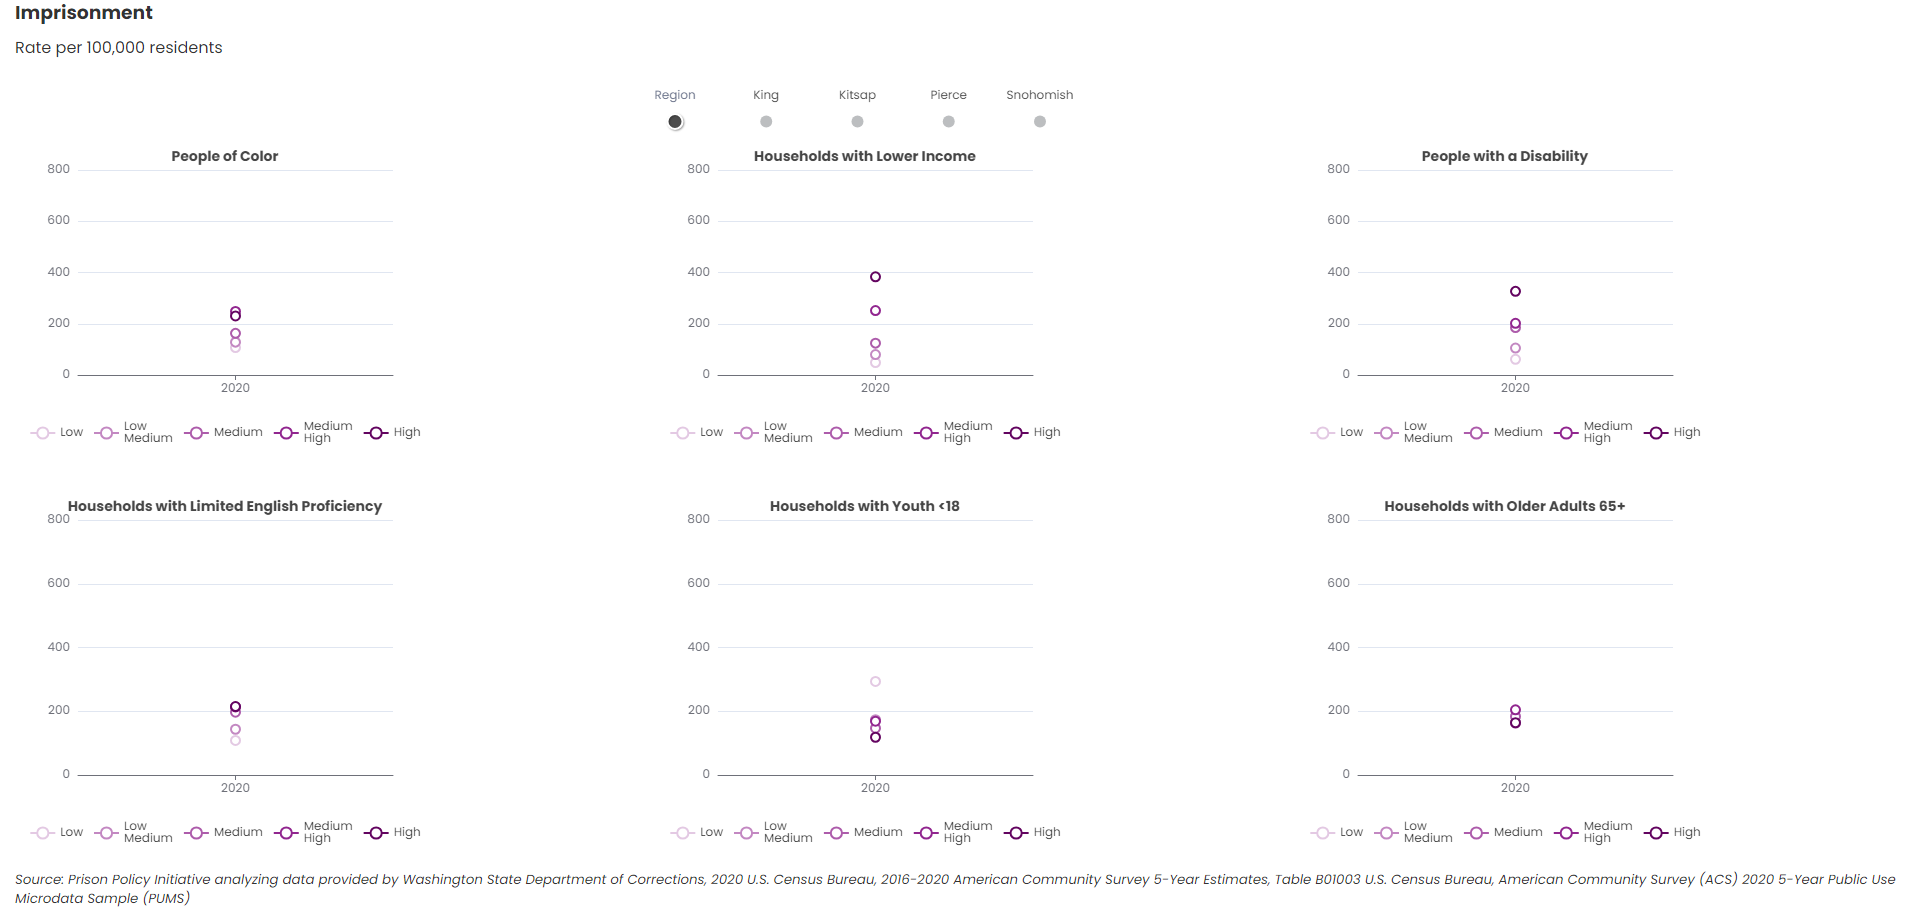 Imprisonment
Rate per 100,000 residents
Region King Kitsap Pierce Snohomish
People of Color
800
600
400
200
0
2020
Low Low Medium Medium Medium High High
Households with Lower Income
800
600
400
200
0
2020
Low Low Medium Medium Medium High High
People with a Disability
800
600
400
200
0
2020
Low Low Medium Medium Medium High High
Households with Limited English Proficiency
800
600
400
200
0
2020
Low Low Medium Medium Medium High High
Households with Youth <18
800
600
400
200
0
2020
Low Low Medium Medium Medium High High
Households with Older Adults 65+
800
600
400
200
0
2020
Low Low Medium Medium Medium High High
Source: Prison Policy Initiative analyzing data provided by Washington State Department of Corrections, 2020 U.S. Census Bureau, 2016-2020 American Community Survey 5-Year Estimates, Table B01003 U.S. Census Bureau, American Community Survey (ACS) 2020 5-Year Public Use
Microdata Sample (PUMS)